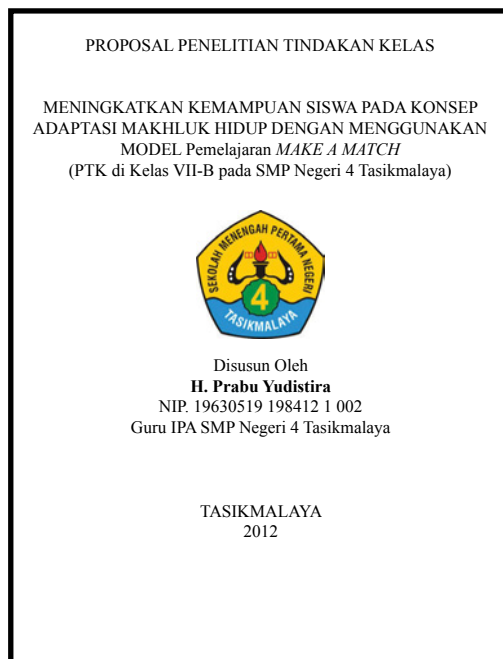 PROPOSAL PENELITIAN TINDAKAN KELAS
MENINGKATKAN KEMAMPUAN SISWA PADA KONSEP
ADAPTASI MAKHLUK HIDUP DENGAN MENGGUNAKAN
MODEL Pemelajaran MAKE A MATCH
(PTK di Kelas VII-B pada SMP Negeri 4 Tasikmalaya)
SEKOLAH MENENGAH PERTAMA NEGERI
4
TASIKMALAYA
Disusun Oleh
H. Prabu Yudistira
NIP. 19630519 198412 1 002
Guru IPA SMP Negeri 4 Tasikmalaya
TASIKMALAYA
2012